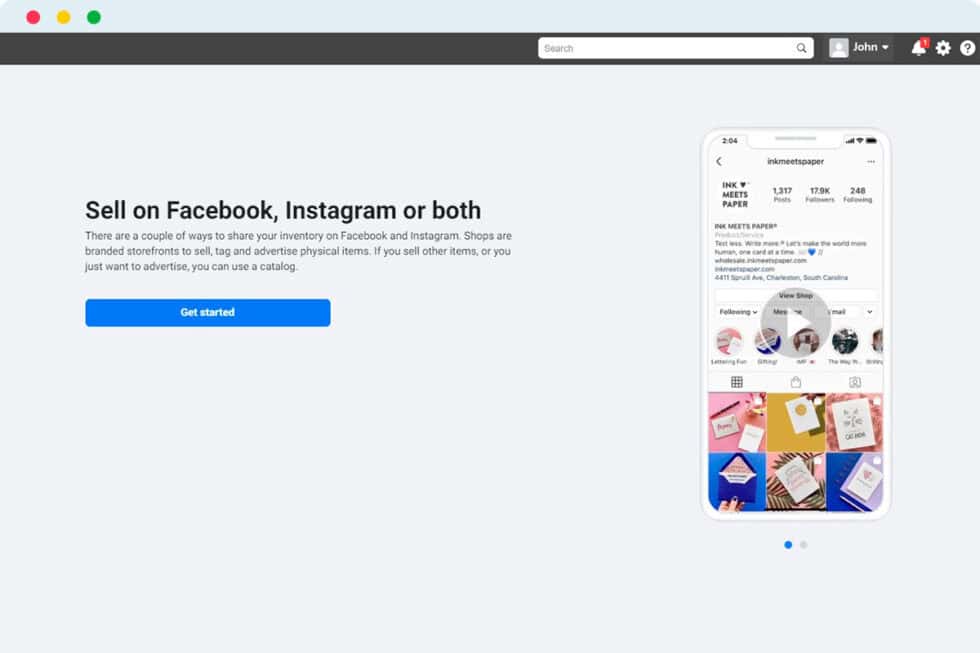 Search
John
1
?
Sell on Facebook, Instagram or both
There are a couple of ways to share your inventory on Facebook and Instagram. Shops are
branded storefronts to sell, tag and advertise physical items. If you sell other items, or you
just want to advertise, you can use a catalog.
Get started
2:04
inkmeetspaper
INK ♥
MEETS
PAPER
1,317 17.9K 248
Posts Followers Following
INK MEETS PAPER®
Product/Service
Text less. Write more.® Let's make the world more
human, one card at a time. ✉️💙 //
wholesale.inkmeetspaper.com
inkmeetspaper.com
4411 Spruill Ave, Charleston, South Carolina
View Shop
Following Message mail
Lettering Fun Gifting! IMP The Way W...